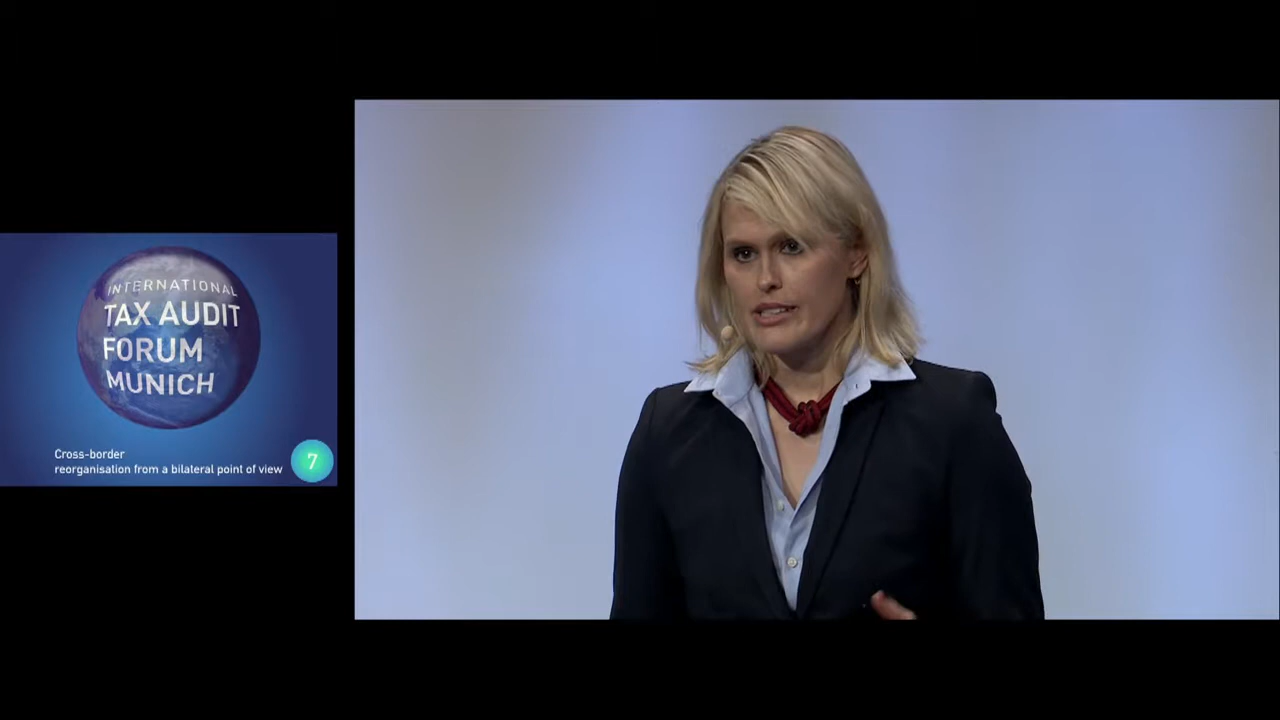 INTERNATIONAL
TAX AUDIT
FORUM
MUNICH
Cross-border
reorganisation from a bilateral point of view
7